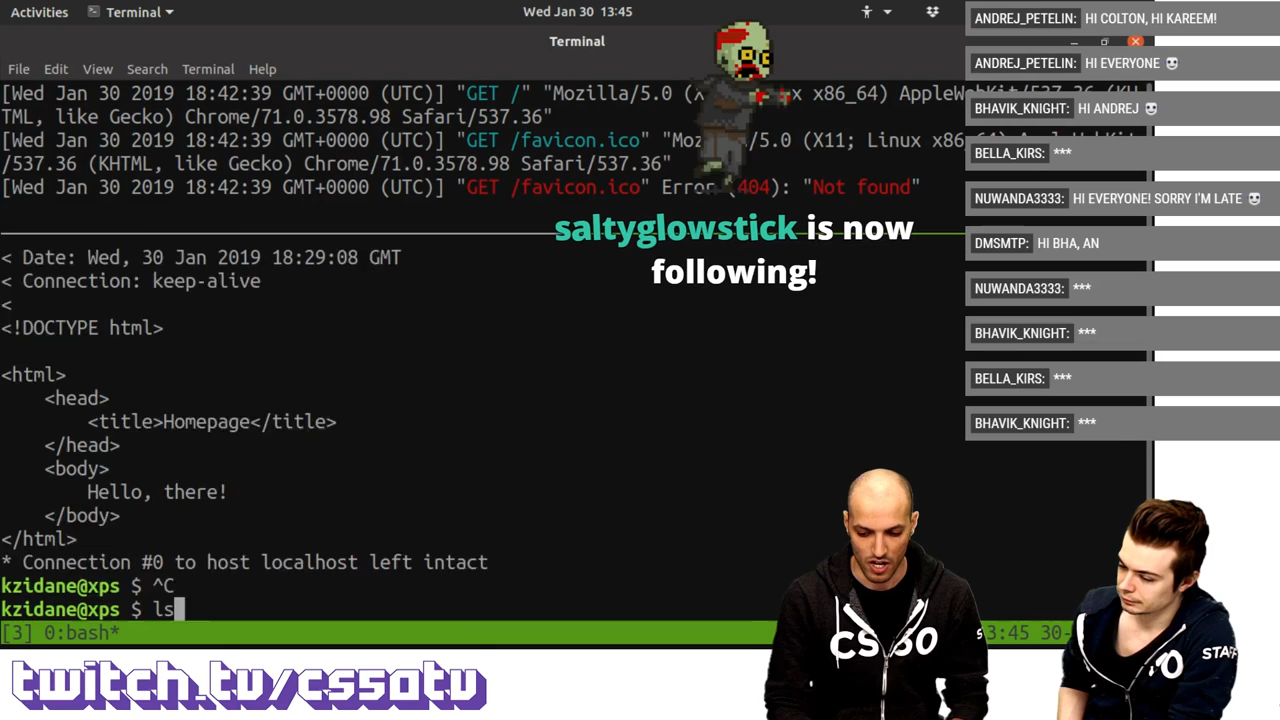 Activities
Terminal
Wed Jan 30 13:45
Terminal
File Edit View Search Terminal Help
[Wed Jan 30 2019 18:42:39 GMT+0000 (UTC)] "GET /" "Mozilla/5.0 (X x x86_64) AppleWebKit/537.36 (KH
TML, like Gecko) Chrome/71.0.3578.98 Safari/537.36"
[Wed Jan 30 2019 18:42:39 GMT+0000 (UTC)] "GET /favicon.ico" "Moz /5.0 (X11; Linux x86_64)
/537.36 (KHTML, like Gecko) Chrome/71.0.3578.98 Safari/537.36"
[Wed Jan 30 2019 18:42:39 GMT+0000 (UTC)] "GET /favicon.ico" Error (404): "Not found"
saltyglowstick is now
following!
< Date: Wed, 30 Jan 2019 18:29:08 GMT
< Connection: keep-alive
<
<!DOCTYPE html>
<html>
<head>
<title>Homepage</title>
</head>
<body>
Hello, there!
</body>
</html>
* Connection #0 to host localhost left intact
kzidane@xps $ ^C
kzidane@xps $ ls
[3] 0:bash*
3:45 30-
ANDREJ_PETELIN: HI COLTON, HI KAREEM!
ANDREJ_PETELIN: HI EVERYONE
BHAVIK_KNIGHT: HI ANDREJ
BELLA_KIRS: ***
NUWANDA3333: HI EVERYONE! SORRY I'M LATE
DMSMTP: HI BHA, AN
NUWANDA3333: ***
BHAVIK_KNIGHT: ***
BELLA_KIRS: ***
BHAVIK_KNIGHT: ***
CS50
STAFF
twitch.tv/cs50tv